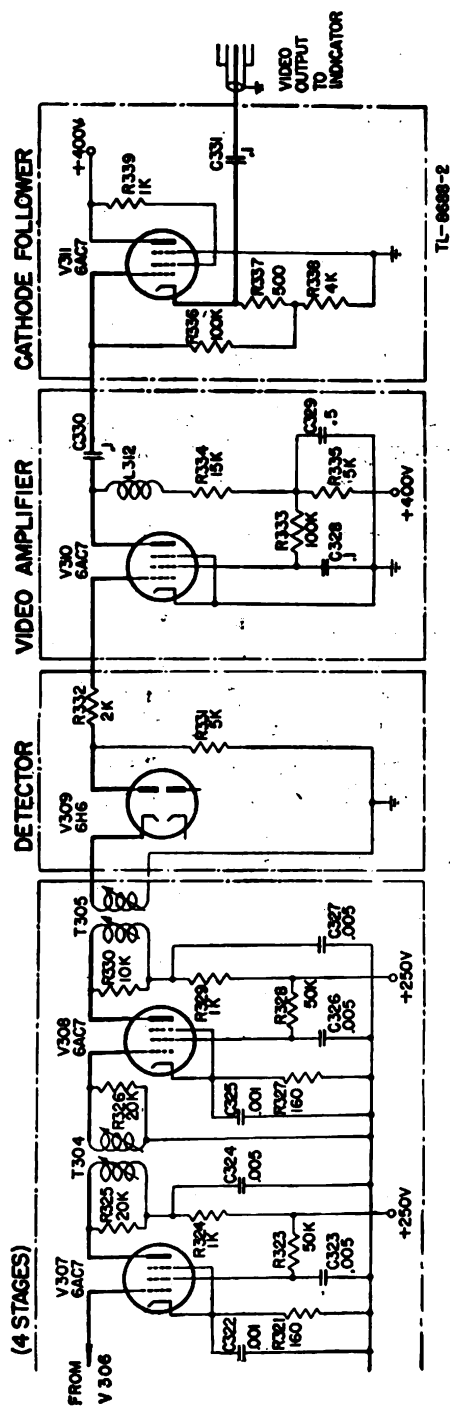 (4 STAGES)
DETECTOR
VIDEO AMPLIFIER
CATHODE FOLLOWER
FROM
V 306
V307
6AC7
R325
20K
T304
R326
20K
V308
6AC7
R330
10K
T305
C322
.001
R321
160
R324
1K
R323
50K
C323
.005
C324
.005
+250V
C325
.001
R327
160
R329
1K
R328
50K
C326
.005
C327
.005
+250V
V309
6H6
R332
2K
R331
5K
V310
6AC7
C330
.1
L312
R334
15K
R333
100K
C328
.1
R335
15K
C329
.5
+400V
V311
6AC7
+400V
R339
1K
R336
100K
R337
500
R338
4K
C331
.1
VIDEO
OUTPUT
TO
INDICATOR
TL-8688-2